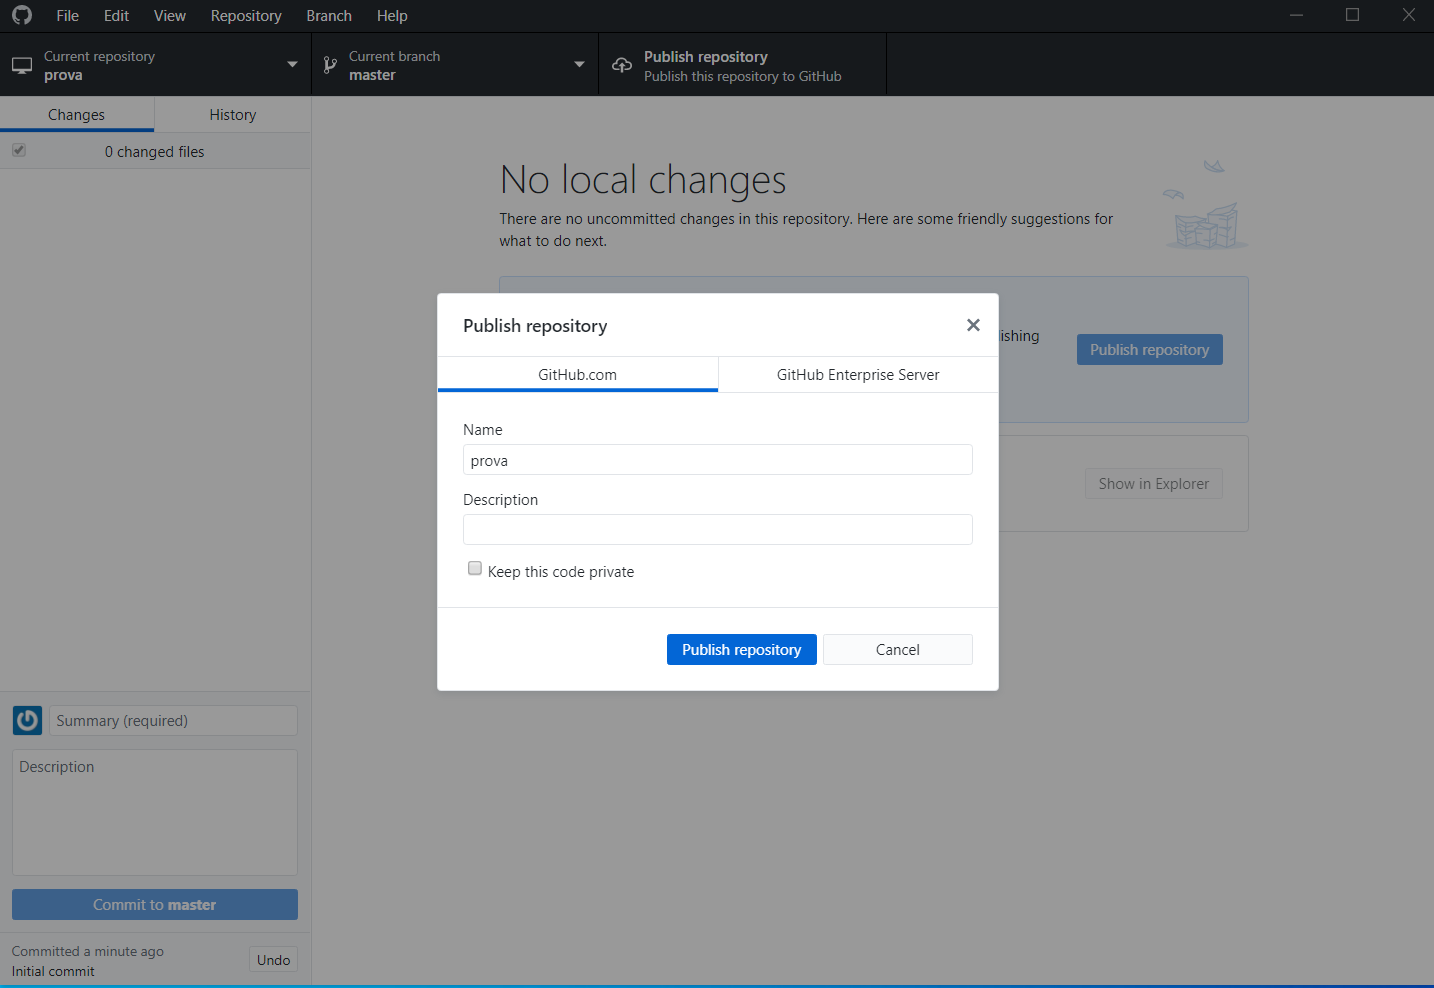 File Edit View Repository Branch Help
Current repository
prova
Current branch
master
Publish repository
Publish this repository to GitHub
Changes
History
0 changed files
No local changes
There are no uncommitted changes in this repository. Here are some friendly suggestions for
what to do next.
ishing
Publish repository
Show in Explorer
Publish repository
GitHub.com
GitHub Enterprise Server
Name
prova
Description
Keep this code private
Publish repository
Cancel
Summary (required)
Description
Commit to master
Committed a minute ago
Initial commit
Undo